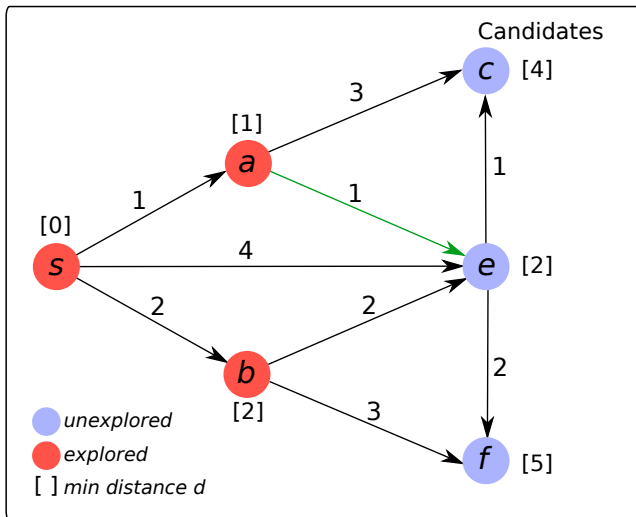 Candidates
c [4]
3
[1]
a
1
1
1
[0]
s
4
e [2]
2
2
b
2
[2]
3
f [5]
unexplored
explored
[ ] min distance d